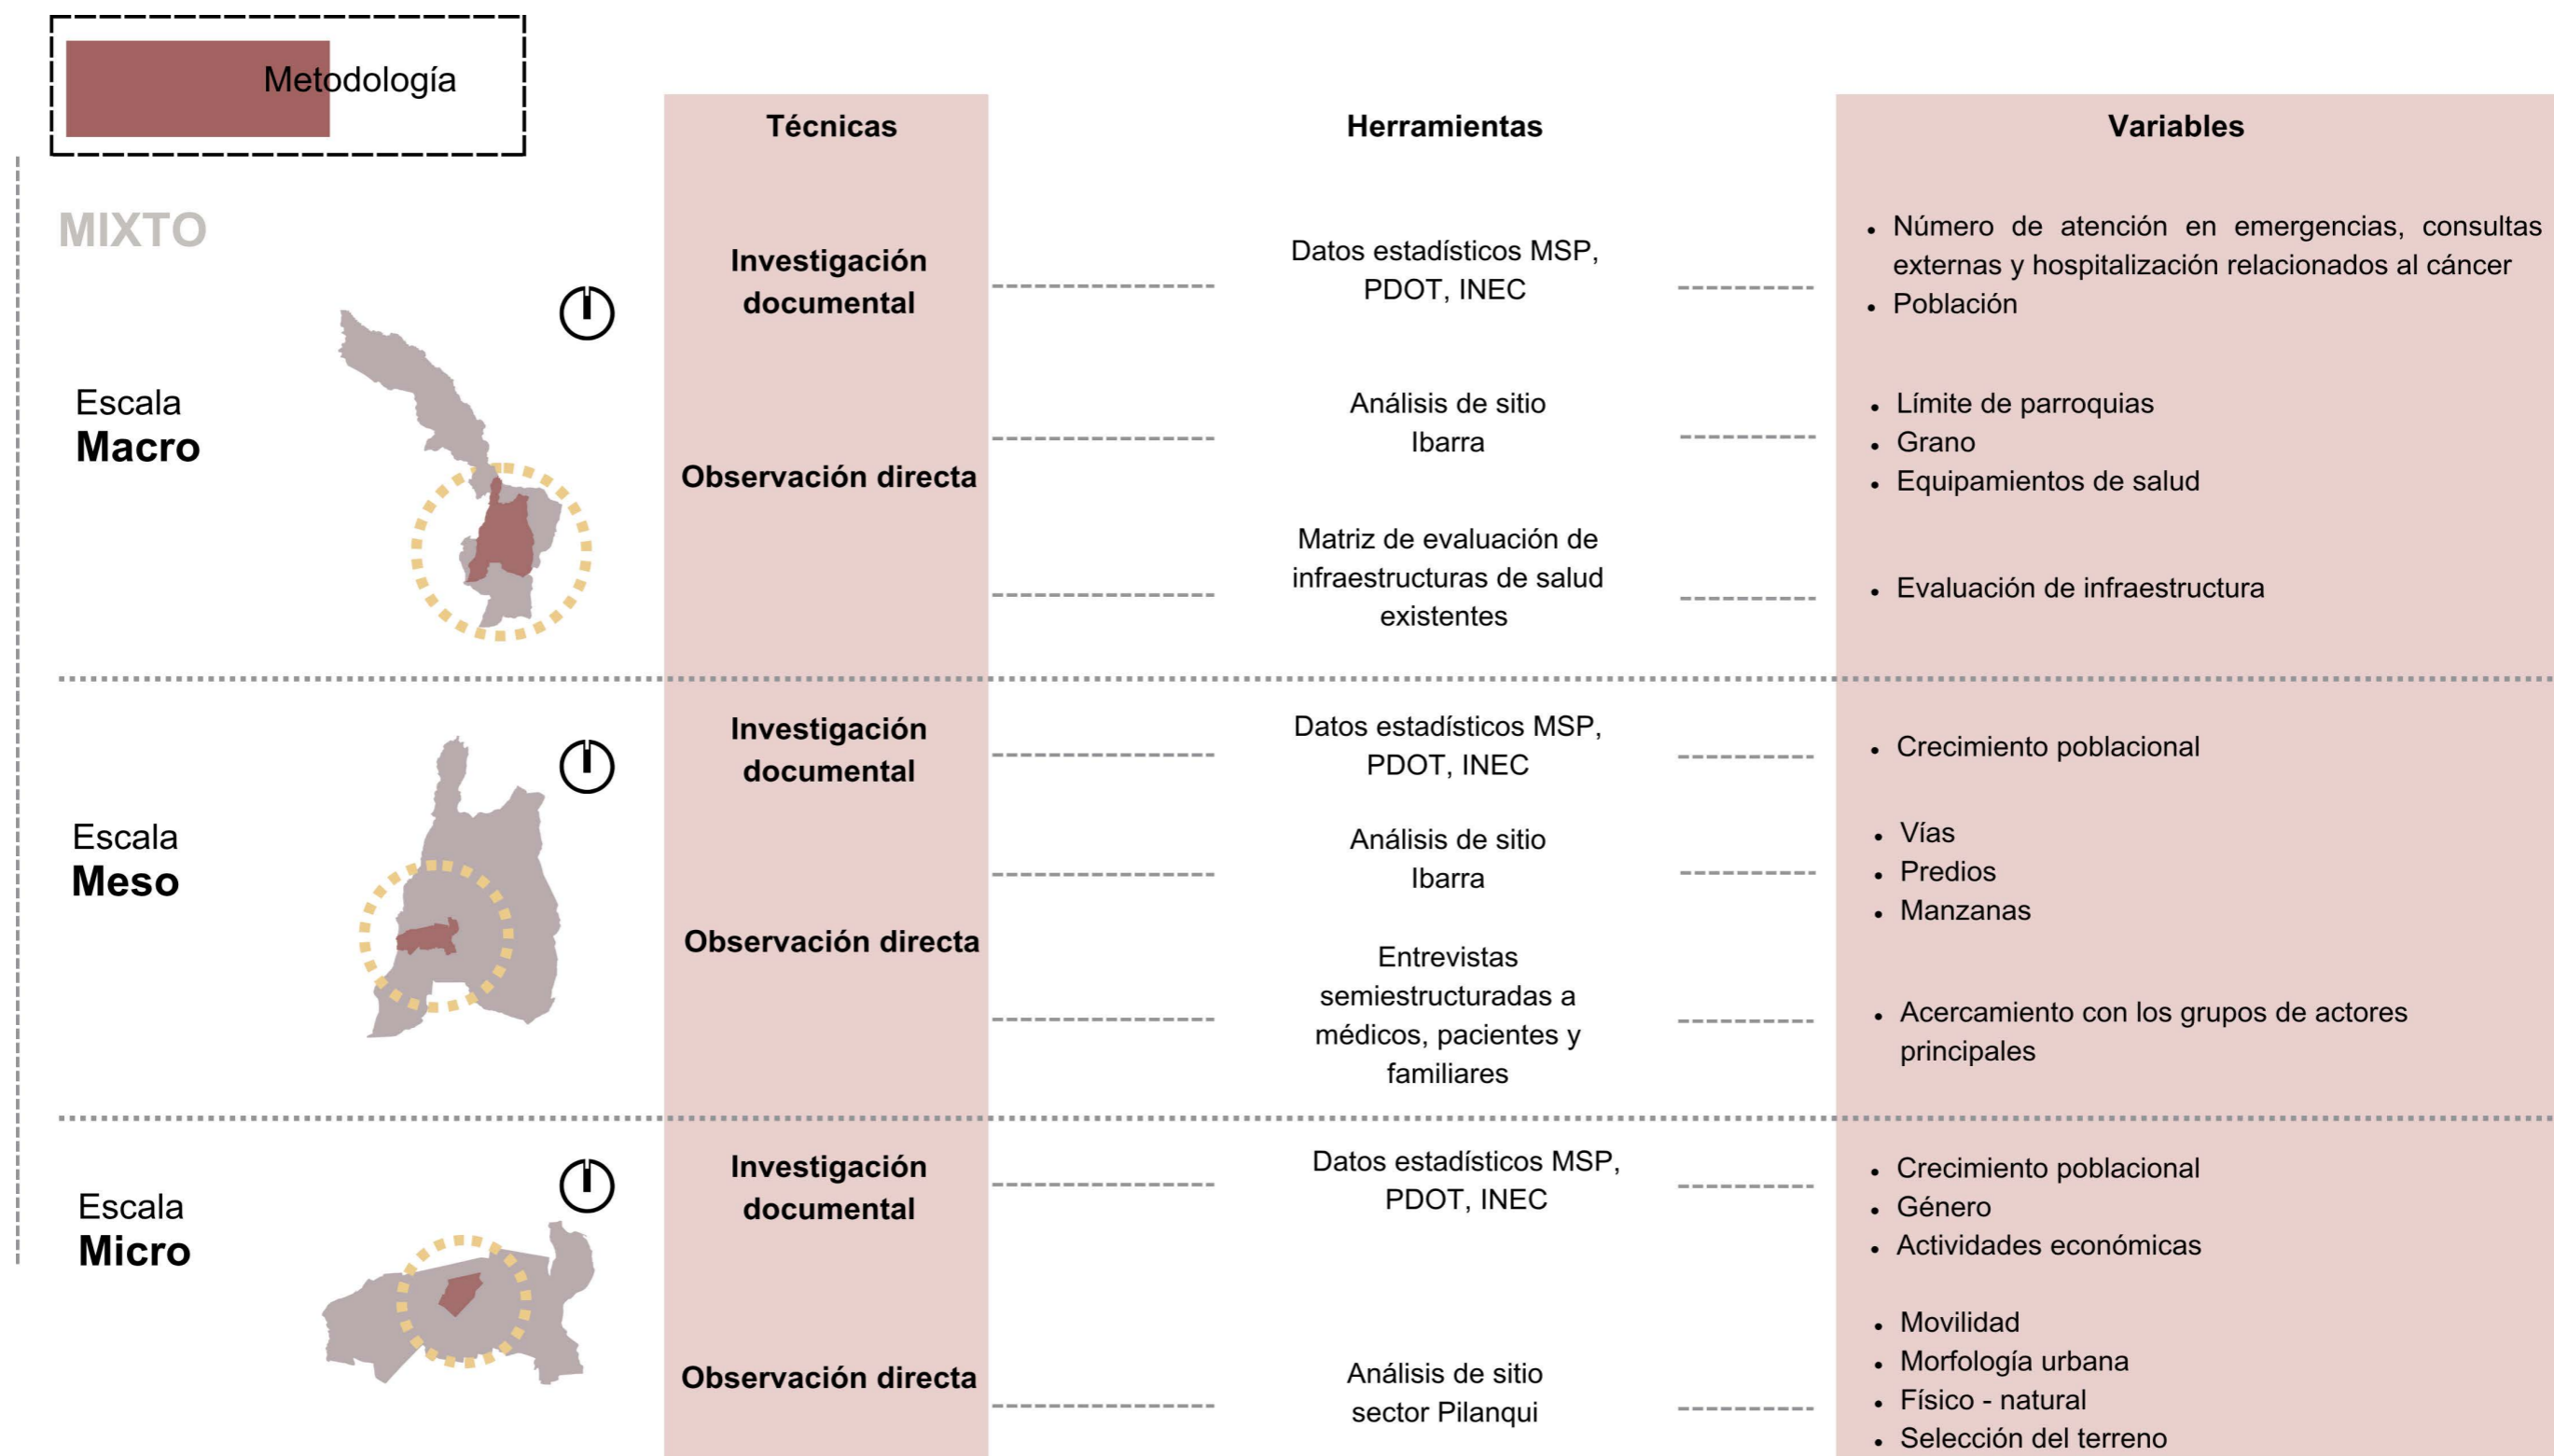 Metodología
Técnicas
Herramientas
Variables
MIXTO
Escala
Macro
Investigación
documental
Datos estadísticos MSP,
PDOT, INEC
• Número de atención en emergencias, consultas
externas y hospitalización relacionados al cáncer
• Población
Observación directa
Análisis de sitio
Ibarra
• Límite de parroquias
• Grano
• Equipamientos de salud
Matriz de evaluación de
infraestructuras de salud
existentes
• Evaluación de infraestructura
Escala
Meso
Investigación
documental
Datos estadísticos MSP,
PDOT, INEC
• Crecimiento poblacional
Observación directa
Análisis de sitio
Ibarra
• Vías
• Predios
• Manzanas
Entrevistas
semiestructuradas a
médicos, pacientes y
familiares
• Acercamiento con los grupos de actores
principales
Escala
Micro
Investigación
documental
Datos estadísticos MSP,
PDOT, INEC
• Crecimiento poblacional
• Género
• Actividades económicas
Observación directa
Análisis de sitio
sector Pilanqui
• Movilidad
• Morfología urbana
• Físico - natural
• Selección del terreno